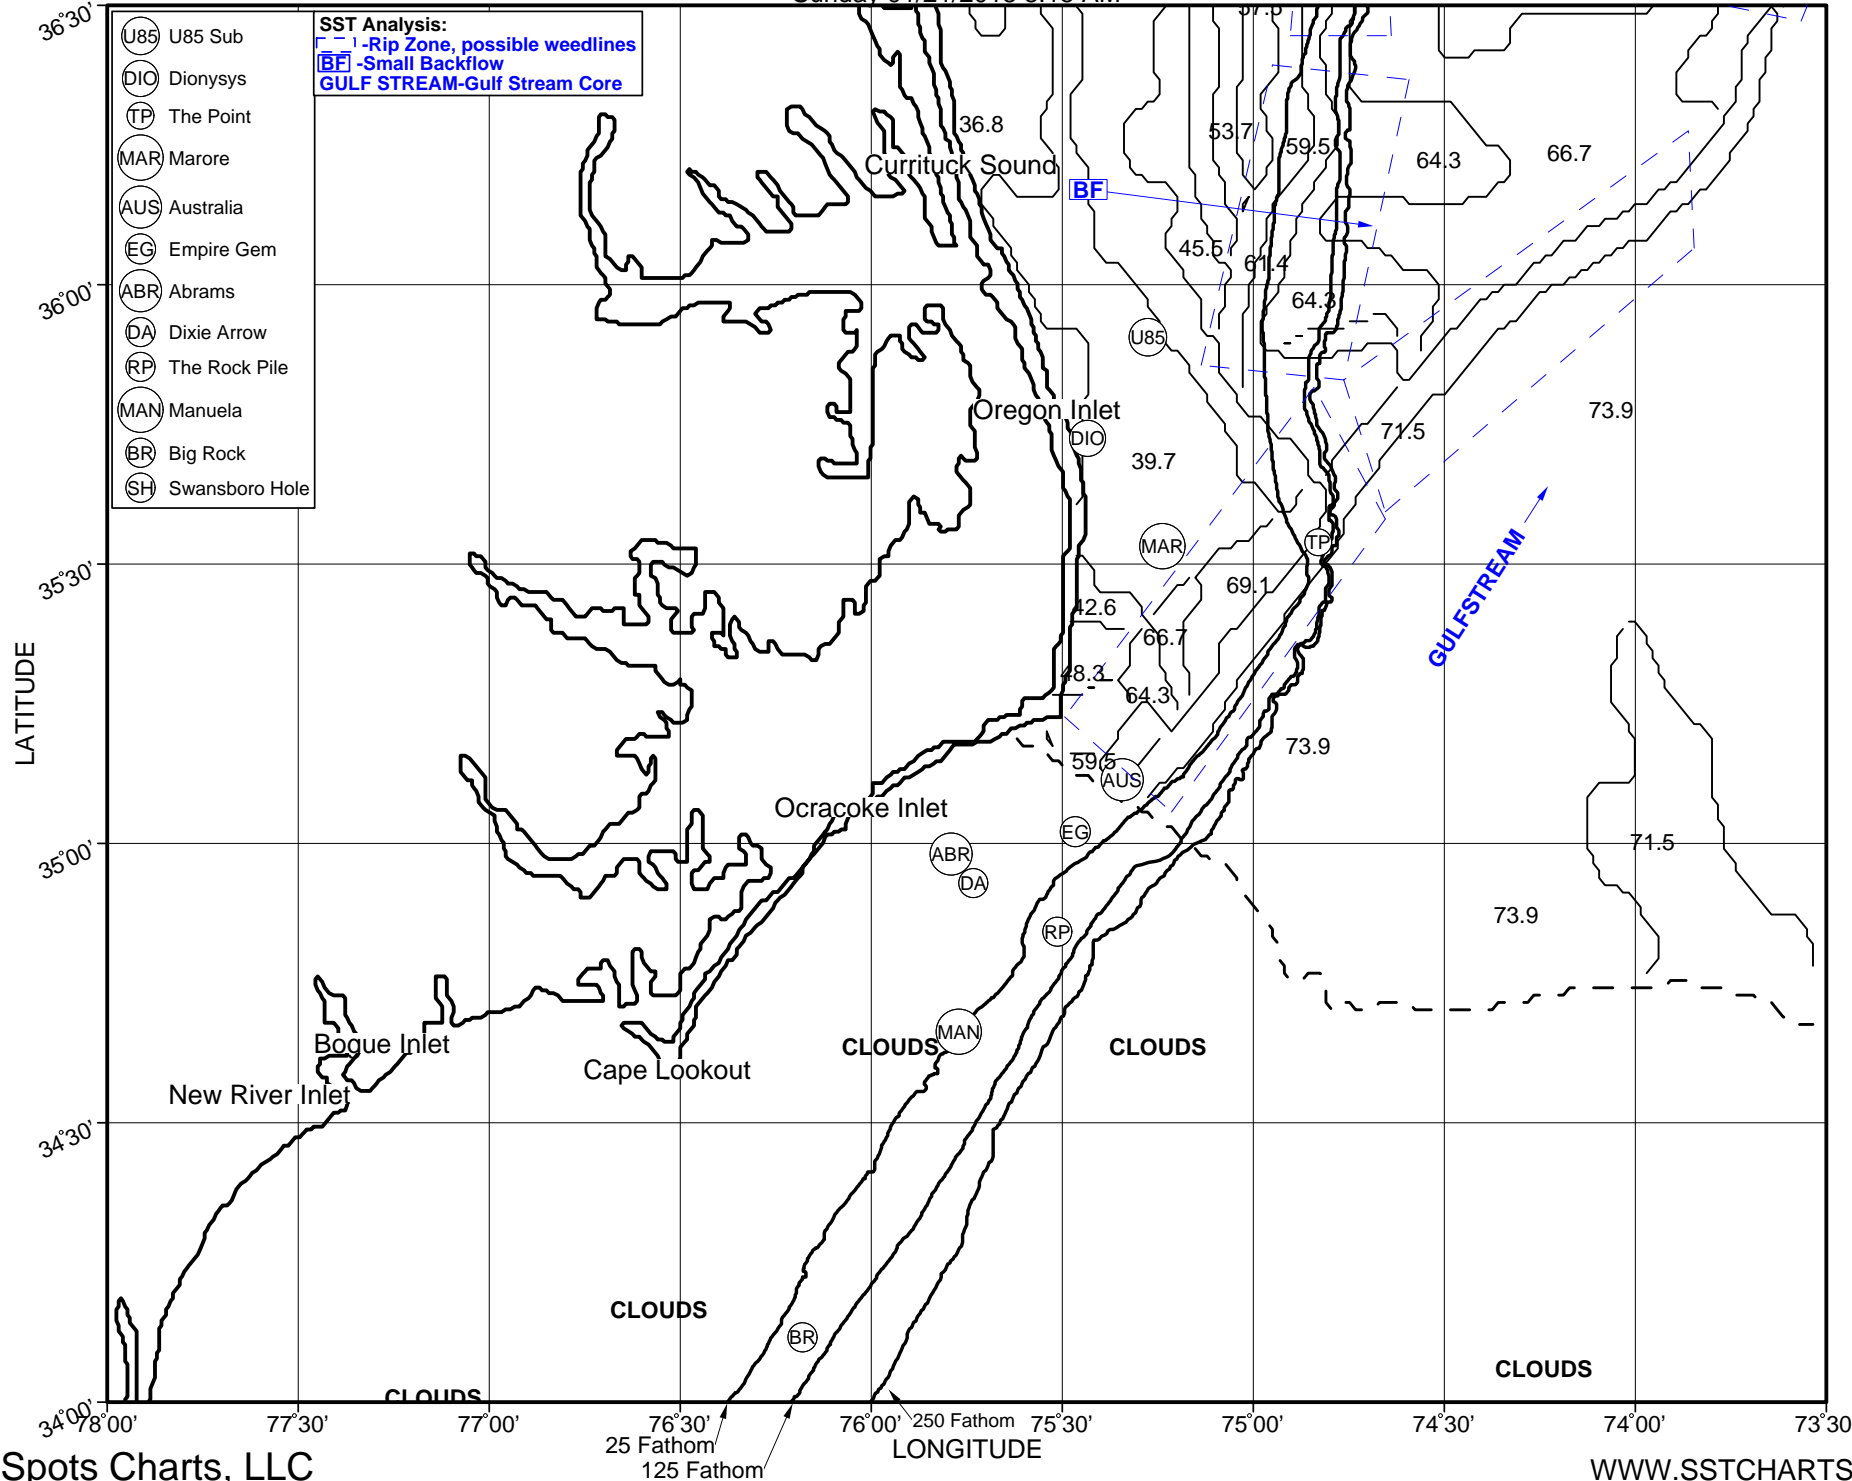 36°30'
U85 U85 Sub
DIO Dionysys
TP The Point
MAR Marore
AUS Australia
EG Empire Gem
ABR Abrams
DA Dixie Arrow
RP The Rock Pile
MAN Manuela
BR Big Rock
SH Swansboro Hole
SST Analysis:
-Rip Zone, possible weedlines
BF -Small Backflow
GULF STREAM-Gulf Stream Core
36.8
53.7
59.5
64.3
66.7
Currituck Sound
BF
45.5
61.4
36°00'
64.3
U85
Oregon Inlet
73.9
71.5
DIO
39.7
MAR
TP
35°30'
69.1
42.6
GULFSTREAM
66.7
48.3
64.3
LATITUDE
73.9
59.5
AUS
Ocracoke Inlet
EG
35°00'
71.5
ABR
DA
73.9
RP
MAN
Bogue Inlet
CLOUDS
CLOUDS
Cape Lookout
New River Inlet
34°30'
CLOUDS
BR
CLOUDS
CLOUDS
34°00'
78°00'
77°30'
77°00'
76°30'
76°00'
75°30'
75°00'
74°30'
74°00'
73°30
250 Fathom
25 Fathom
125 Fathom
LONGITUDE
Spots Charts, LLC
WWW.SSTCHARTS